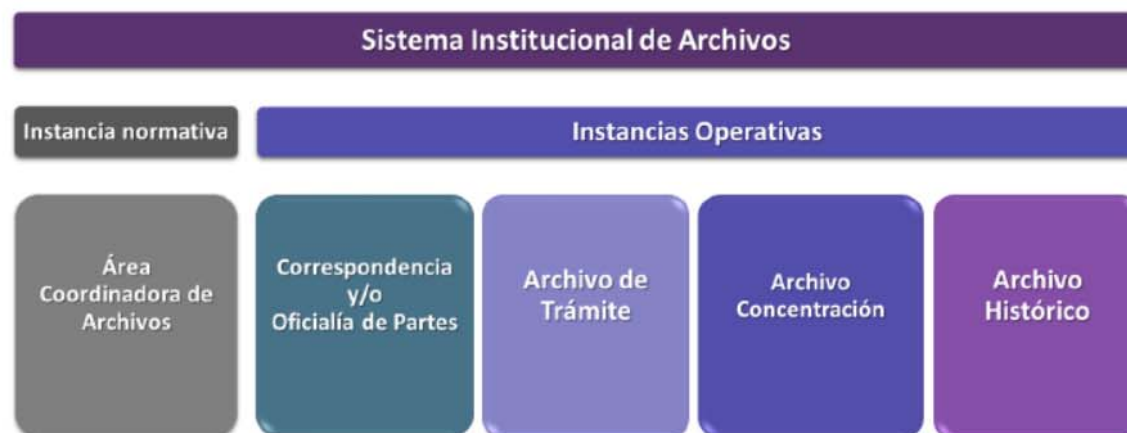 Sistema Institucional de Archivos
Instancia normativa
Instancias Operativas
Área
Coordinadora de
Archivos
Correspondencia
y/o
Oficialía de Partes
Archivo de
Trámite
Archivo
Concentración
Archivo
Histórico